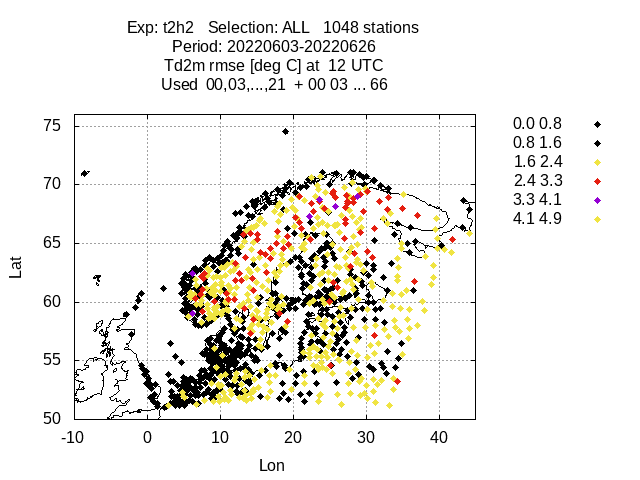 Exp: t2h2   Selection: ALL   1048 stations
Period: 20220603-20220626
Td2m rmse [deg C] at  12 UTC
Used  00,03,...,21  + 00 03 ... 66
0.0 0.8
0.8 1.6
1.6 2.4
2.4 3.3
3.3 4.1
4.1 4.9
75
70
65
60
55
50
Lat
-10 0 10 20 30 40
Lon